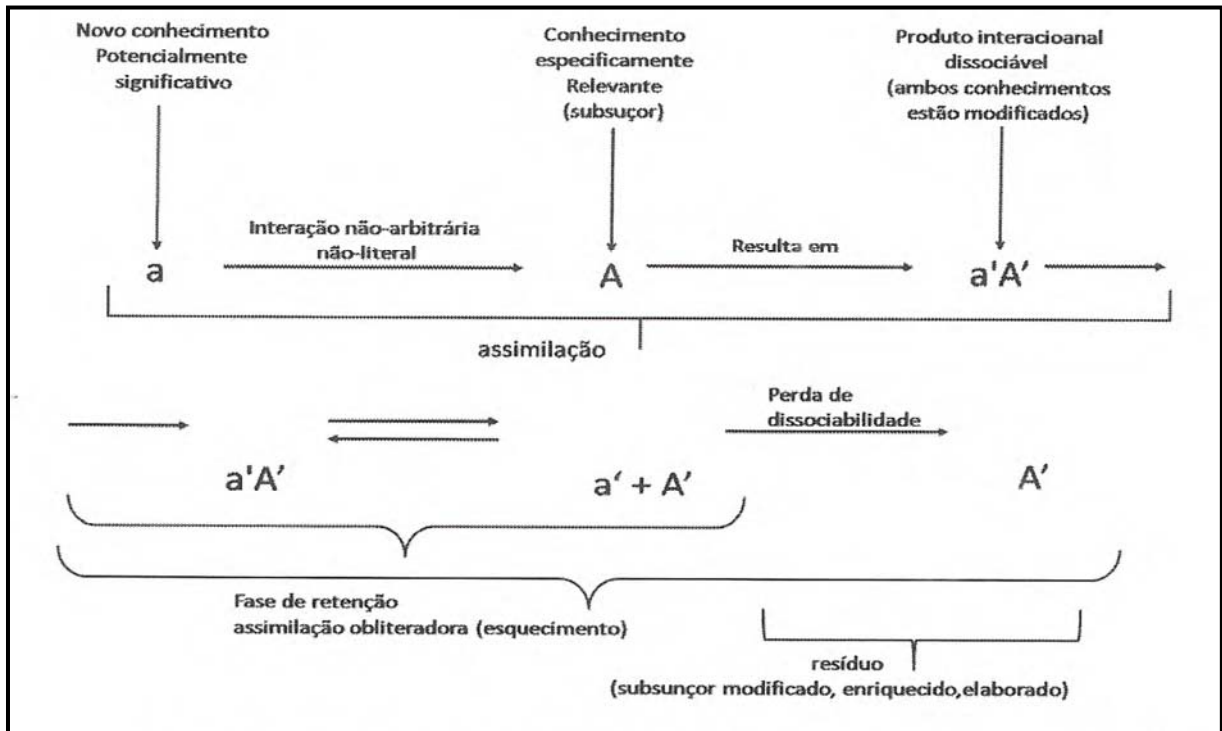 Novo conhecimento
Potencialmente
significativo
Conhecimento
especificamente
Relevante
(subsuçor)
Produto interacioanal
dissociável
(ambos conhecimentos
estão modificados)
Interação não-arbitrária
não-literal
Resulta em
a
A
a'A'
assimilação
Perda de
dissociabilidade
a'A'
a' + A'
A'
Fase de retenção
assimilação obliteradora (esquecimento)
resíduo
(subsunçor modificado, enriquecido,elaborado)